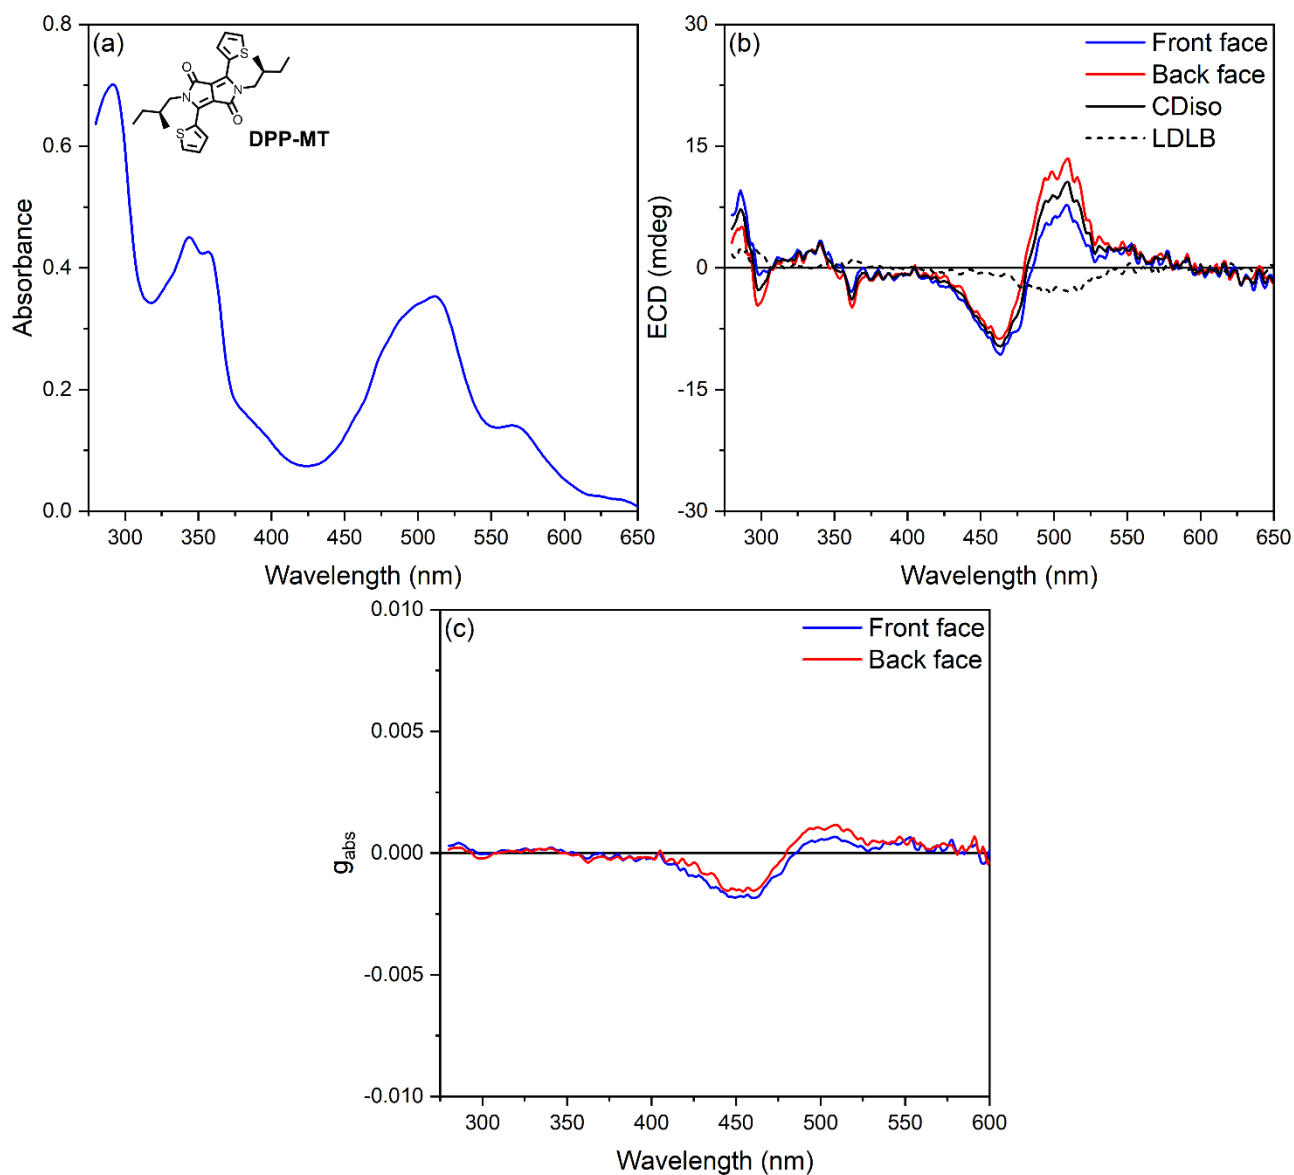 (a)
O
S
N
N
O
S
DPP-MT
0.8
0.6
0.4
0.2
0.0
Absorbance
300 350 400 450 500 550 600 650
Wavelength (nm)
(b)
Front face
Back face
CDiso
LDLB
30
15
0
-15
-30
ECD (mdeg)
300 350 400 450 500 550 600 650
Wavelength (nm)
(c)
Front face
Back face
0.010
0.005
0.000
-0.005
-0.010
gabs
300 350 400 450 500 550 600
Wavelength (nm)